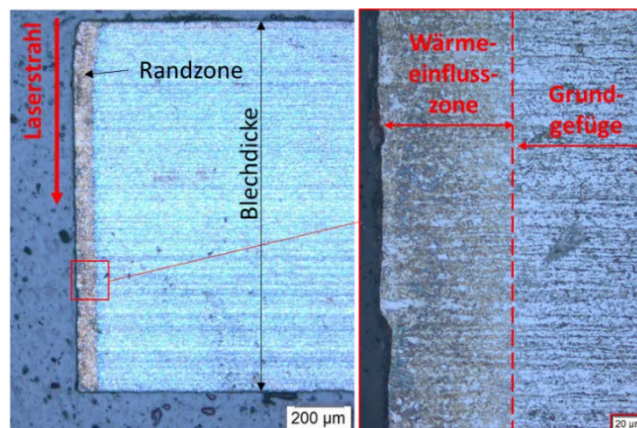 Laserstrahl
Randzone
Blechdicke
200 µm
Wärme-
einfluss-
zone
Grund-
gefüge